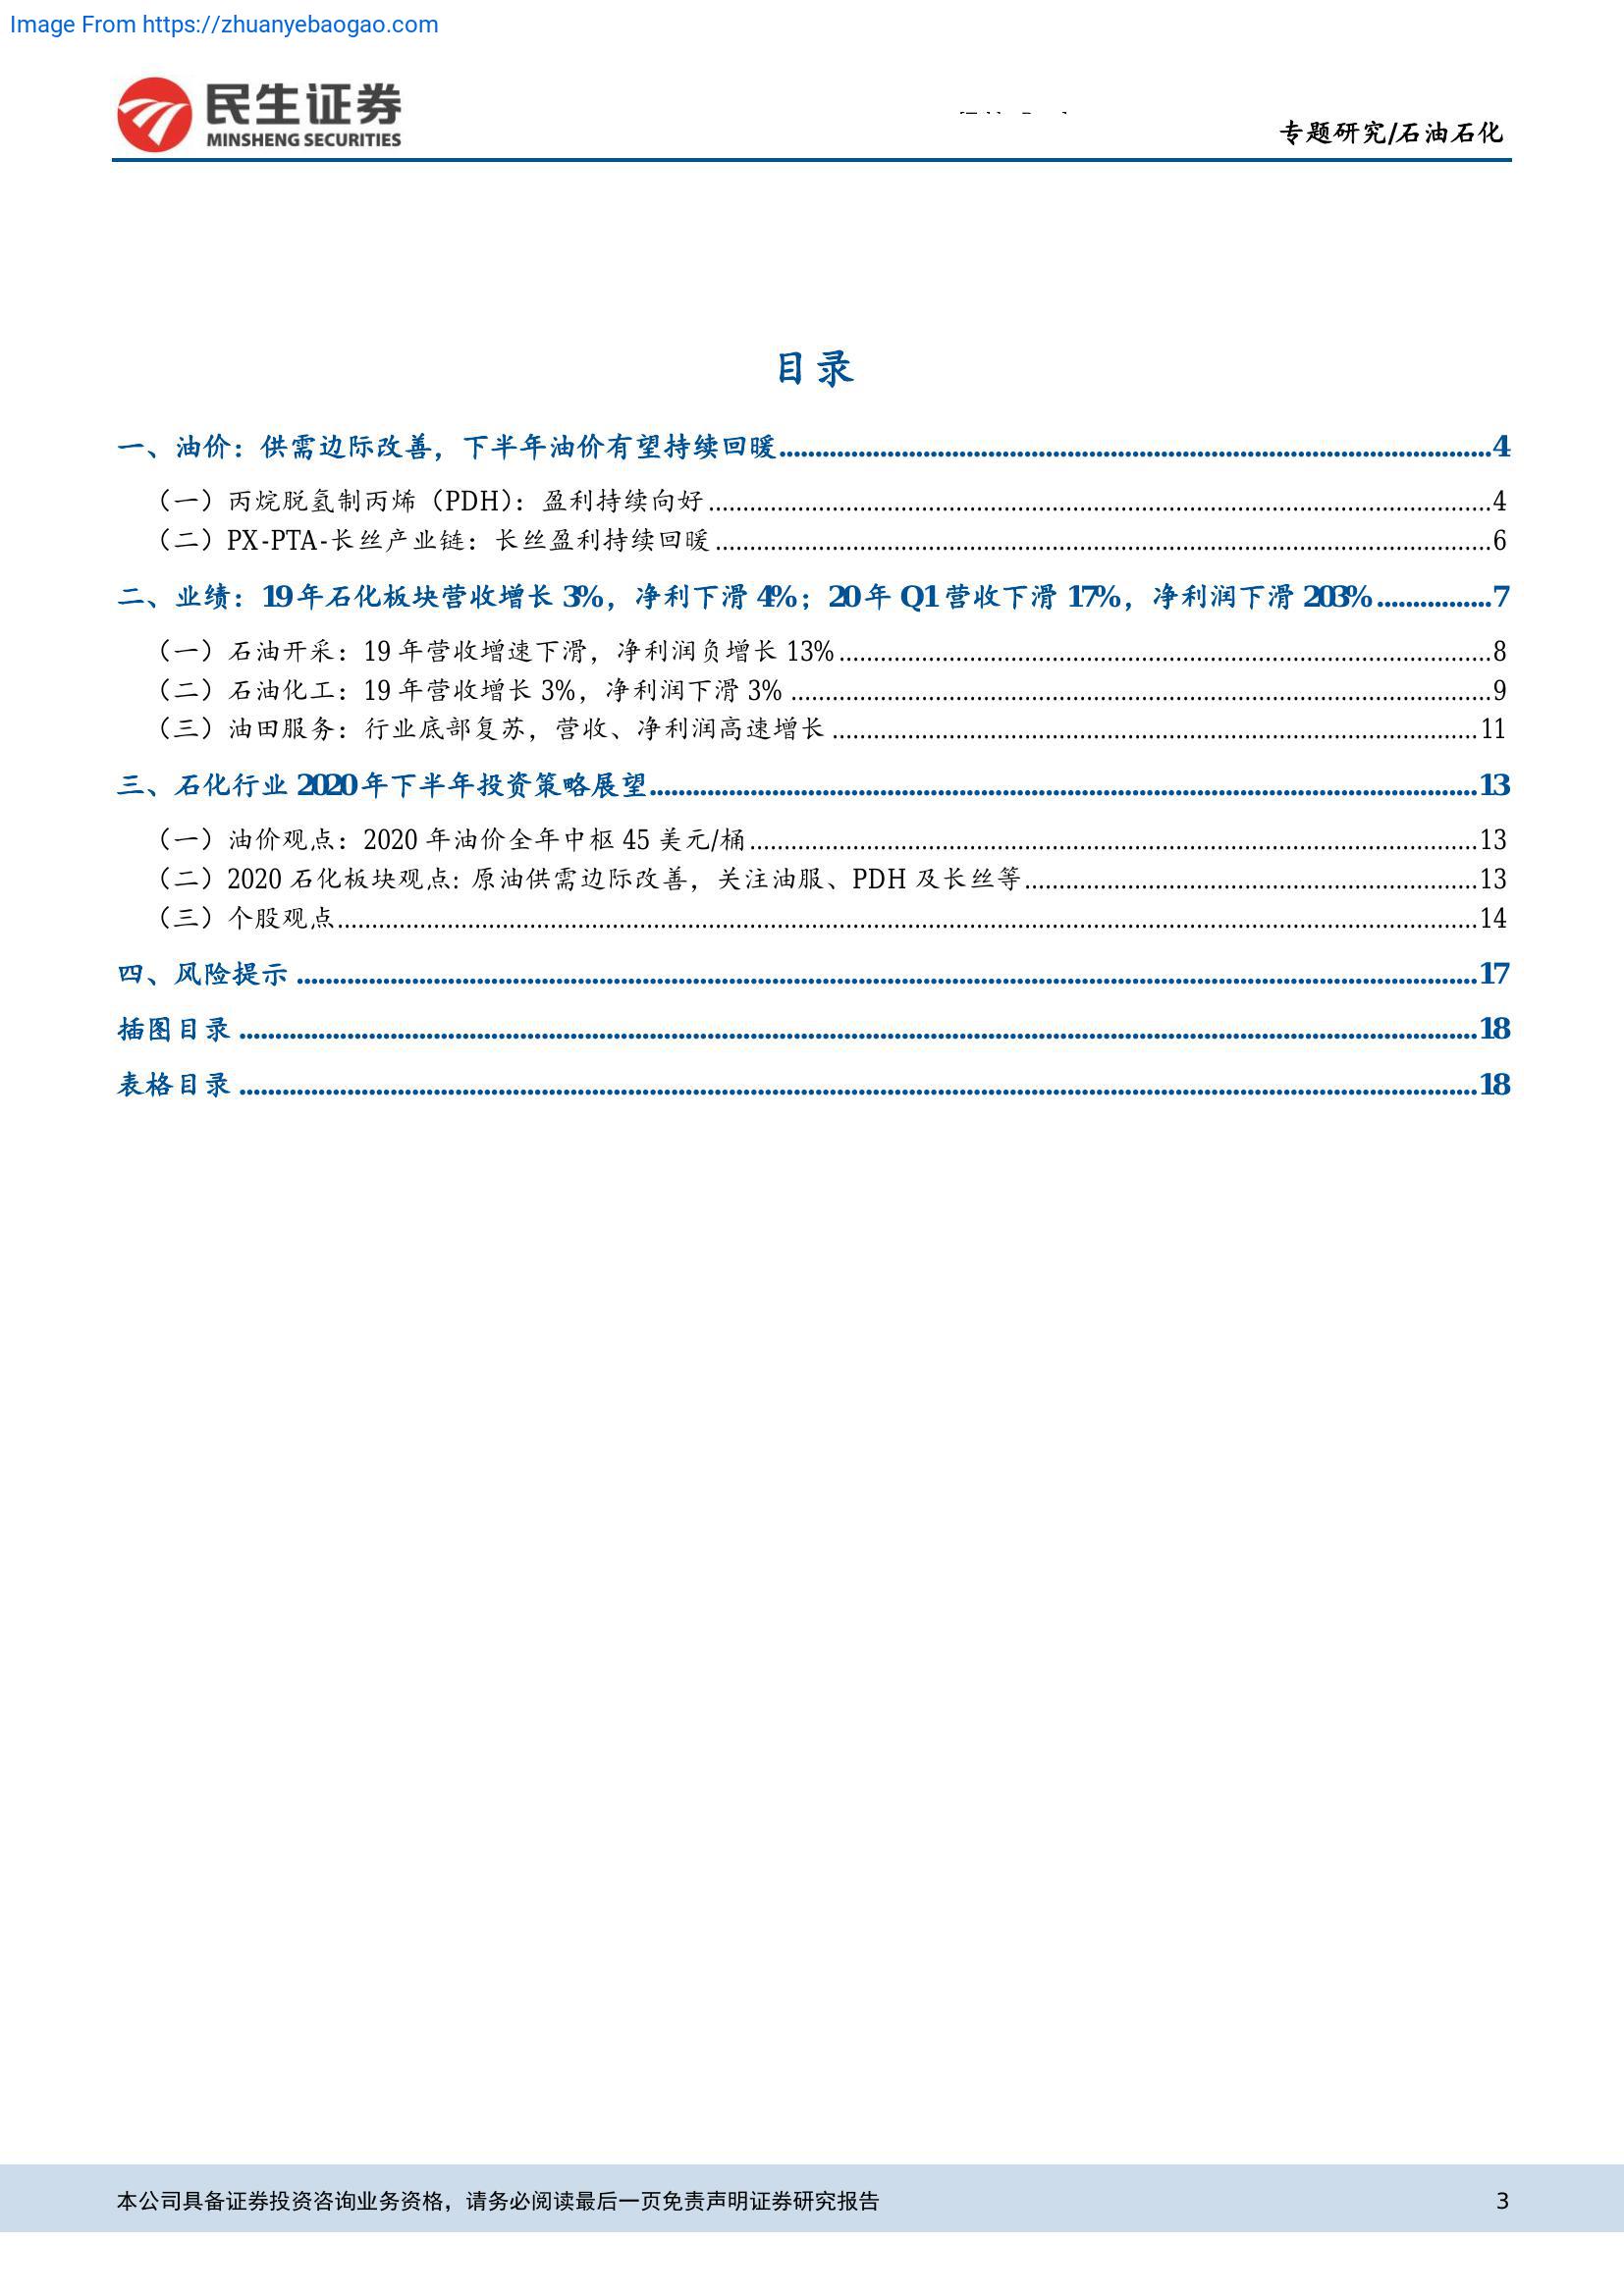 Image From https://zhuanyebaogao.com
民生证券
MINSHENG SECURITIES
专题研究/石油石化
目录
一、油价：供需边际改善，下半年油价有望持续回暖....................4
（一）丙烷脱氢制丙烯（PDH）：盈利持续向好....................4
（二）PX-PTA-长丝产业链：长丝盈利持续回暖....................6
二、业绩：19年石化板块营收增长 3%，净利下滑 4%；20年 Q1 营收下滑 17%，净利润下滑 203%....................7
（一）石油开采：19 年营收增速下滑，净利润负增长 13%....................8
（二）石油化工：19 年营收增长 3%，净利润下滑 3%....................9
（三）油田服务：行业底部复苏，营收、净利润高速增长....................11
三、石化行业 2020年下半年投资策略展望....................13
（一）油价观点：2020 年油价全年中枢 45 美元/桶....................13
（二）2020 石化板块观点: 原油供需边际改善，关注油服、PDH 及长丝等....................13
（三）个股观点....................14
四、风险提示....................17
插图目录....................18
表格目录....................18
本公司具备证券投资咨询业务资格，请务必阅读最后一页免责声明证券研究报告 3